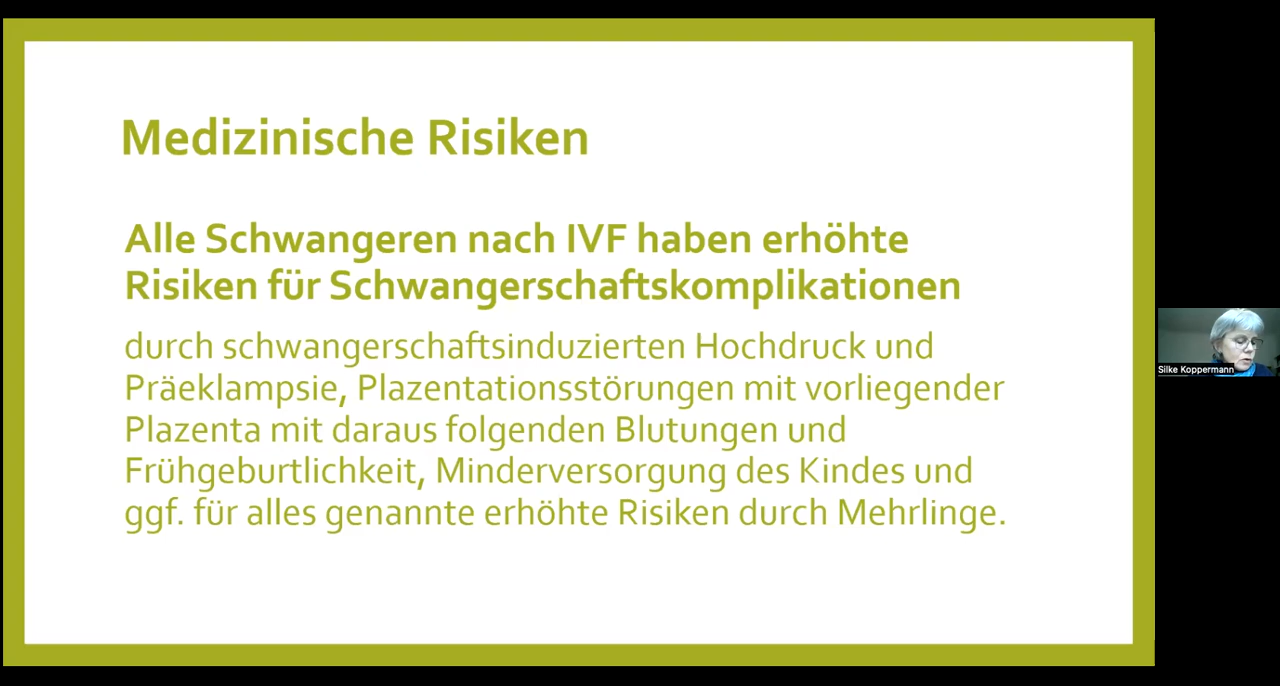 Medizinische Risiken
Alle Schwangeren nach IVF haben erhöhte
Risiken für Schwangerschaftskomplikationen
durch schwangerschaftsinduzierten Hochdruck und
Präeklampsie, Plazentationsstörungen mit vorliegender
Plazenta mit daraus folgenden Blutungen und
Frühgeburtlichkeit, Minderversorgung des Kindes und
ggf. für alles genannte erhöhte Risiken durch Mehrlinge.
Silke Koppermann